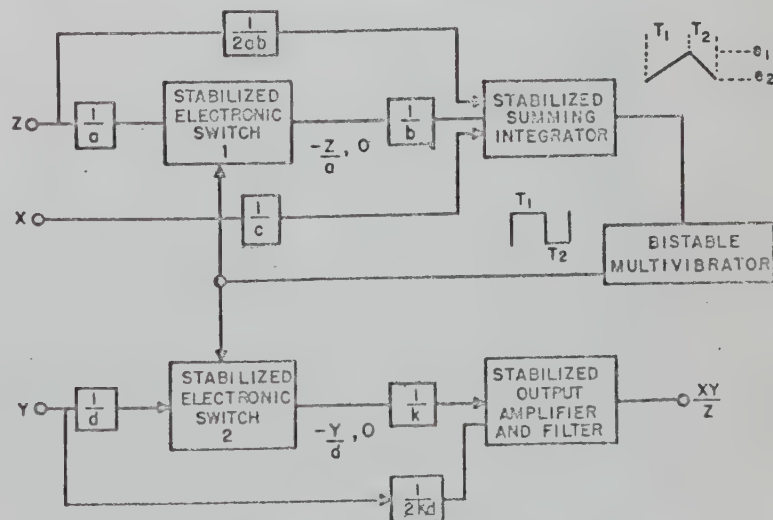 1/2ab
T1 T2
e1
e2
Z
1/a
STABILIZED
ELECTRONIC
SWITCH
1
-Z/a, 0
1/b
STABILIZED
SUMMING
INTEGRATOR
X
1/c
T1
T2
BISTABLE
MULTIVIBRATOR
Y
1/d
STABILIZED
ELECTRONIC
SWITCH
2
-Y/d, 0
1/k
STABILIZED
OUTPUT
AMPLIFIER
AND FILTER
XY/Z
1/2kd